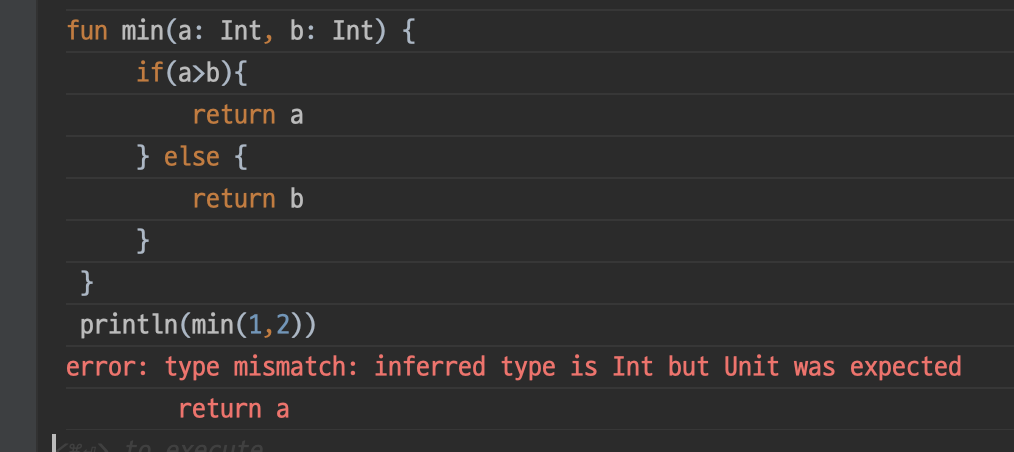 fun min(a: Int, b: Int) {
if(a>b){
return a
} else {
return b
}
}
println(min(1,2))
error: type mismatch: inferred type is Int but Unit was expected
return a
to execute